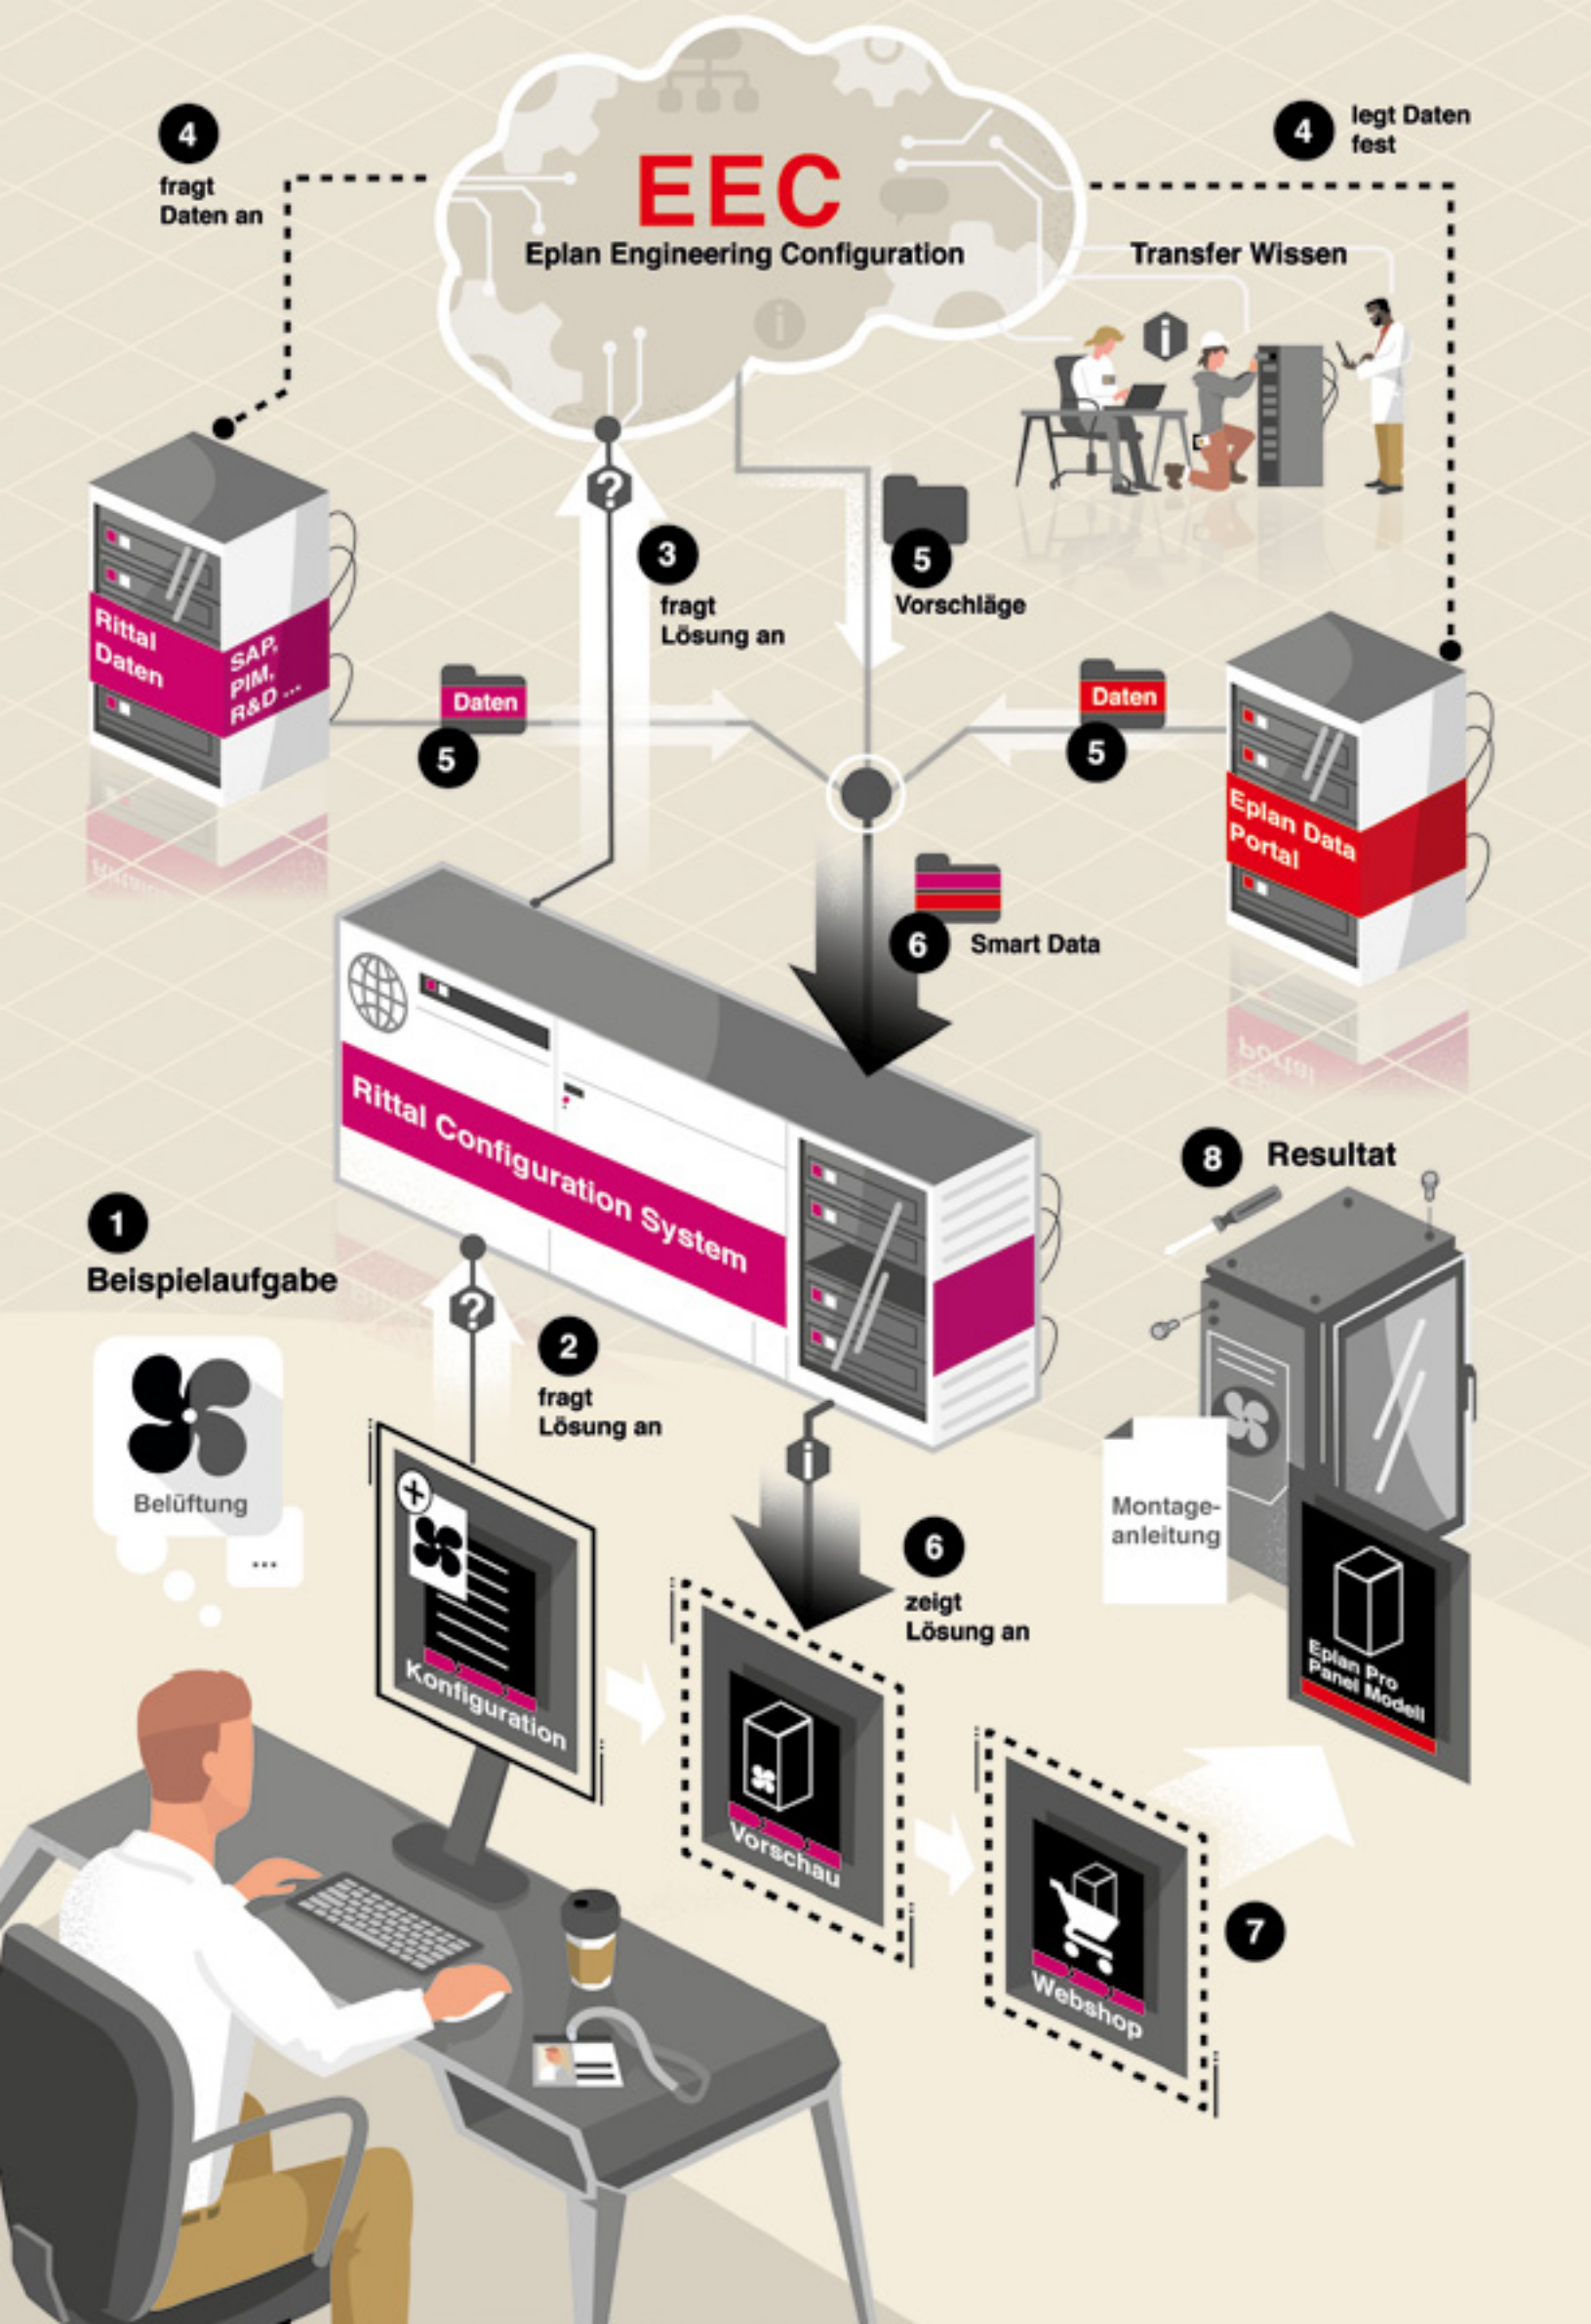 EEC
Eplan Engineering Configuration
4
fragt
Daten an
4
legt Daten
fest
Transfer Wissen
i
i
?
3
fragt
Lösung an
5
Vorschläge
Rittal
Daten
SAP,
PIM,
R&D ...
Daten
5
Daten
5
Eplan Data
Portal
6
Smart Data
Rittal Configuration System
8
Resultat
1
Beispielaufgabe
Belüftung
...
?
2
fragt
Lösung an
i
6
zeigt
Lösung an
Montage-
anleitung
Eplan Pro
Panel Modell
Konfiguration
Vorschau
Webshop
7